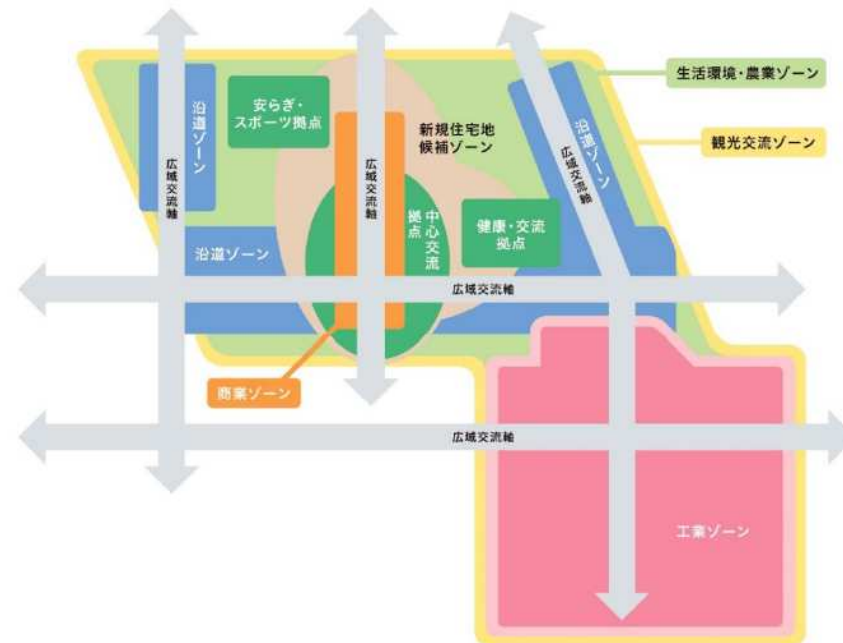 生活環境・農業ゾーン
観光交流ゾーン
沿道ゾーン
安らぎ・
スポーツ拠点
新規住宅地
候補ゾーン
沿道ゾーン
広域交流軸
広域交流軸
広域交流軸
中心交流
拠点
健康・交流
拠点
沿道ゾーン
広域交流軸
商業ゾーン
広域交流軸
工業ゾーン